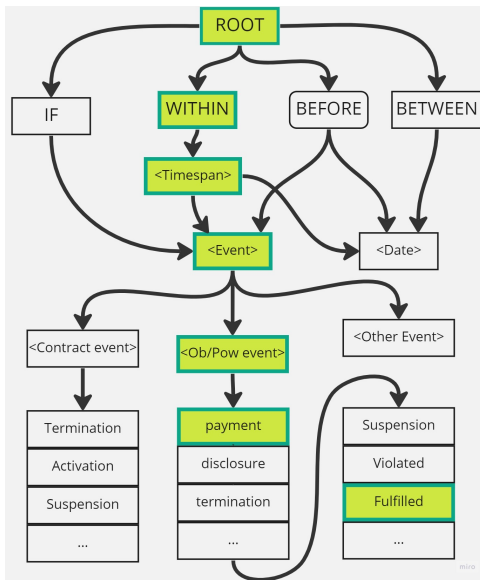 ROOT
IF
WITHIN
BEFORE
BETWEEN
<Timespan>
<Event>
<Date>
<Contract event>
<Ob/Pow event>
<Other Event>
Termination
Activation
Suspension
...
payment
disclosure
termination
...
Suspension
Violated
Fulfilled
...
miro